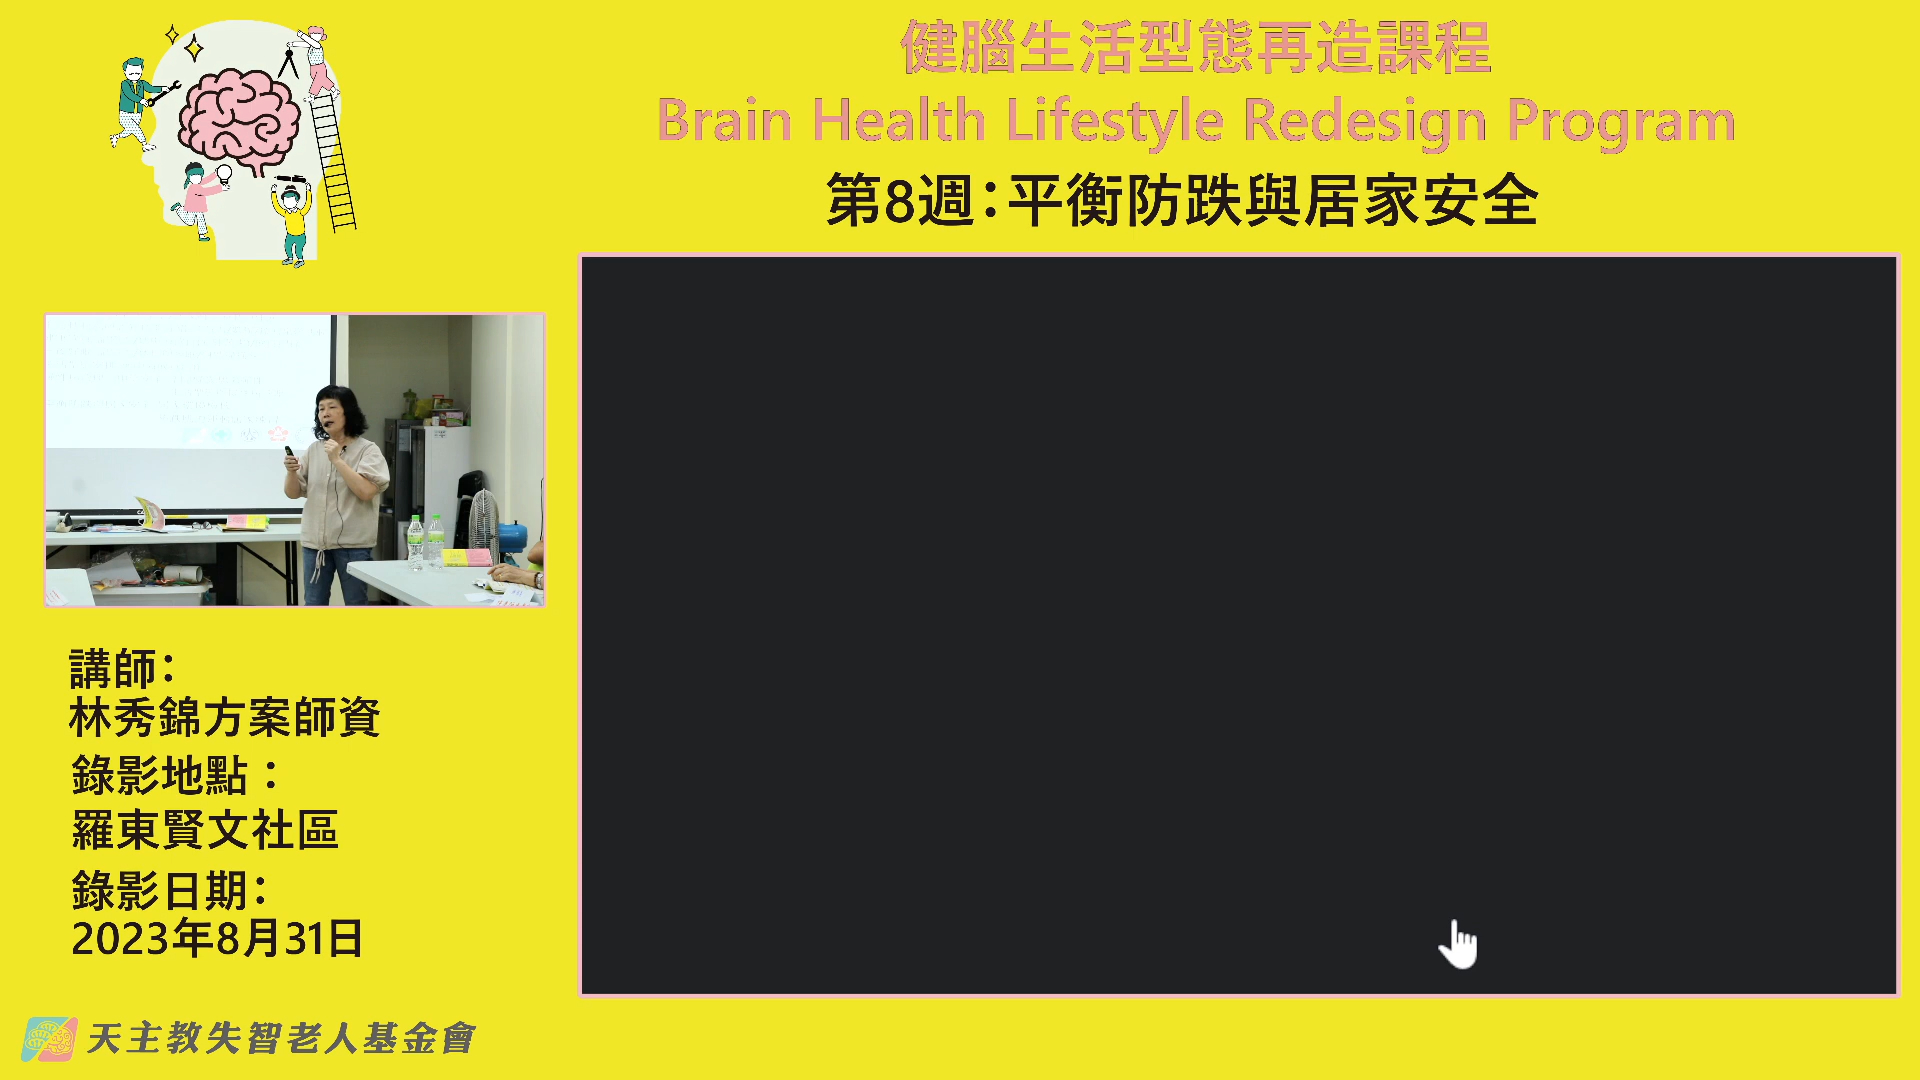 健腦生活型態再造課程
Brain Health Lifestyle Redesign Program
第8週：平衡防跌與居家安全
講師：
林秀錦方案師資
錄影地點：
羅東賢文社區
錄影日期：
2023年8月31日
天主教失智老人基金會